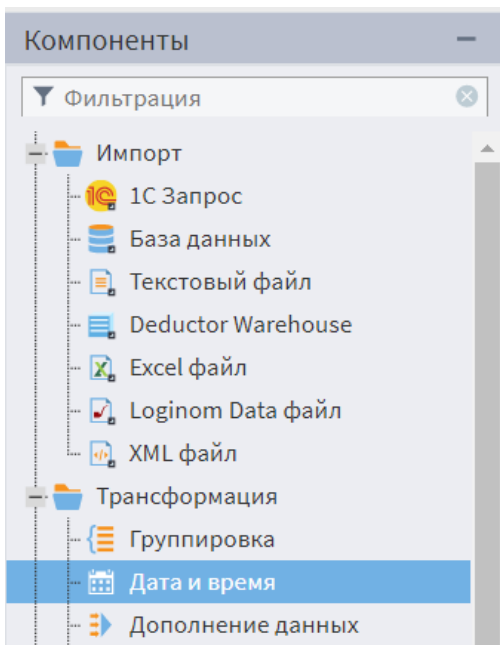 Компоненты
Фильтрация
Импорт
1С Запрос
База данных
Текстовый файл
Deductor Warehouse
Excel файл
Loginom Data файл
XML файл
Трансформация
Группировка
Дата и время
Дополнение данных